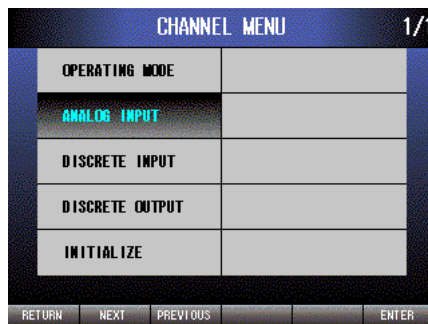 CHANNEL MENU 1/1
OPERATING MODE
ANALOG INPUT
DISCRETE INPUT
DISCRETE OUTPUT
INITIALIZE
RETURN NEXT PREVIOUS ENTER